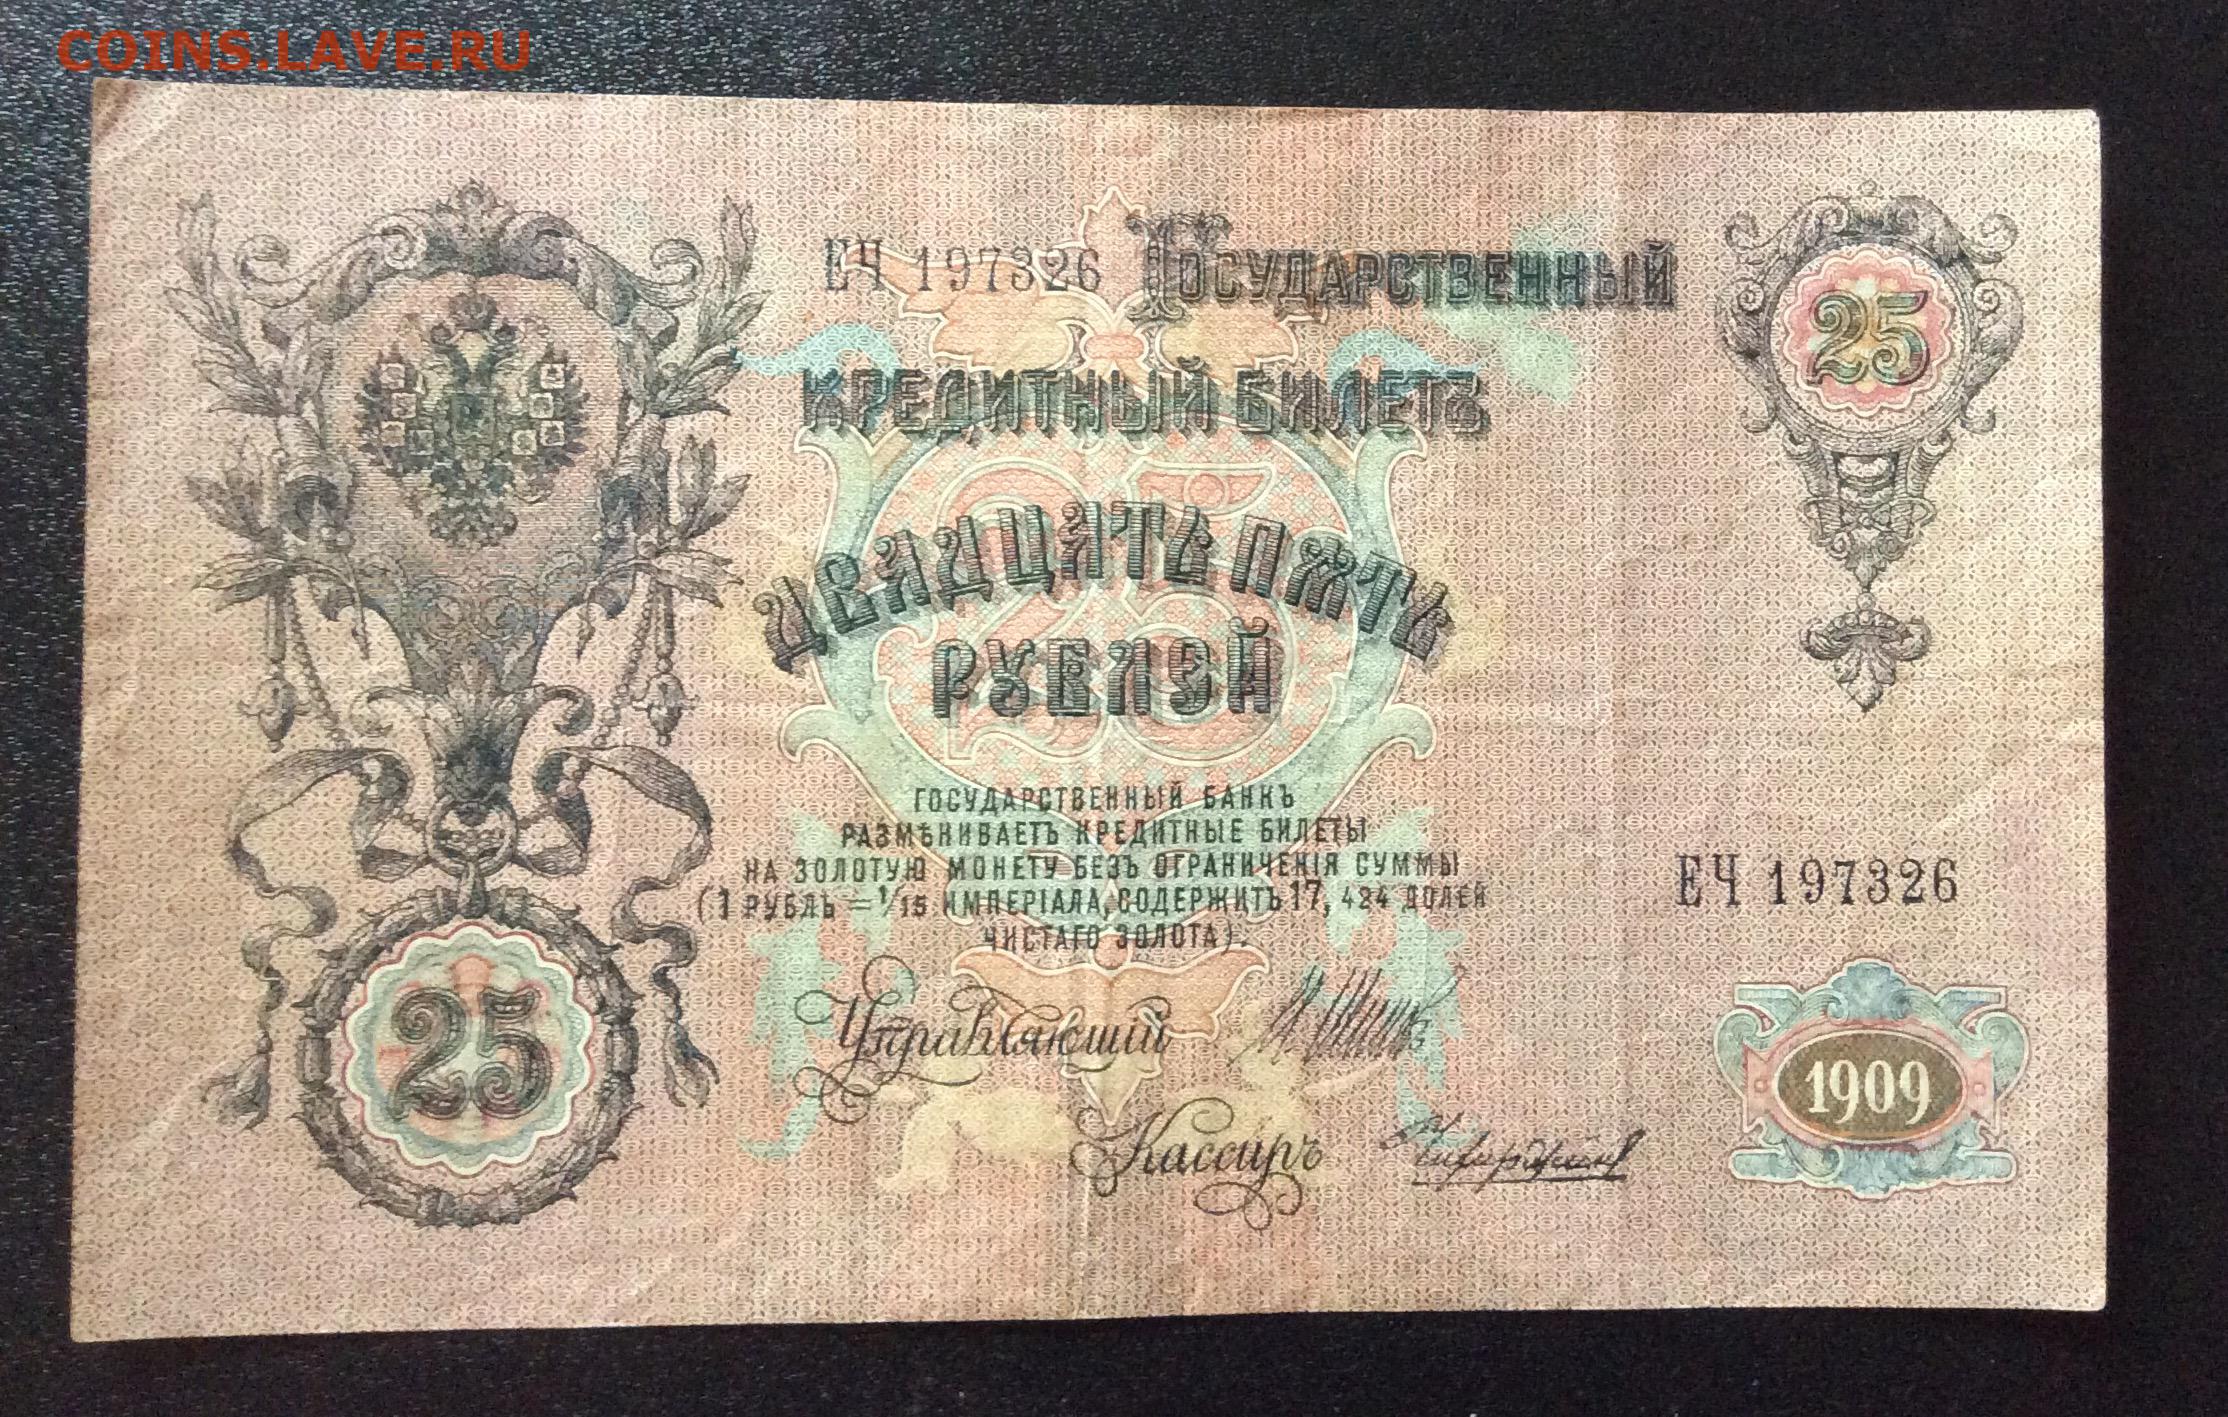 COINS.LAVE.RU
ЕЧ 197326 ГОСУДАРСТВЕННЫЙ
КРЕДИТНЫЙ БИЛЕТЪ
25
25
ДВАДЦАТЬ ПЯТЬ
РУБЛЕЙ
ГОСУДАРСТВЕННЫЙ БАНКЪ
РАЗМѢНИВАЕТЪ КРЕДИТНЫЕ БИЛЕТЫ
НА ЗОЛОТУЮ МОНЕТУ БЕЗЪ ОГРАНИЧЕНІЯ СУММЫ
(1 РУБЛЬ = 1/15 ИМПЕРІАЛА, СОДЕРЖИТЪ 17, 424 ДОЛЕЙ
ЧИСТАГО ЗОЛОТА).
ЕЧ 197326
25
Управляющій
Кассиръ
1909